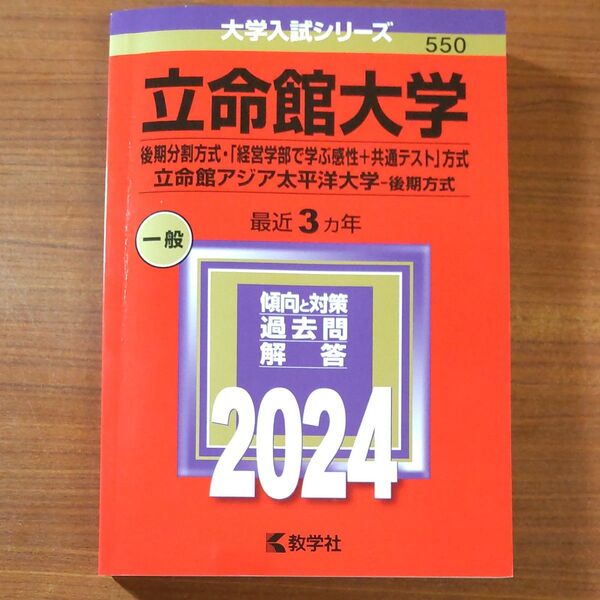 大学入試シリーズ
550
立命館大学
後期分割方式・「経営学部で学ぶ感性+共通テスト」方式
立命館アジア太平洋大学-後期方式
最近3カ年
一般
傾向と対策
過去問
解答
2024
教学社